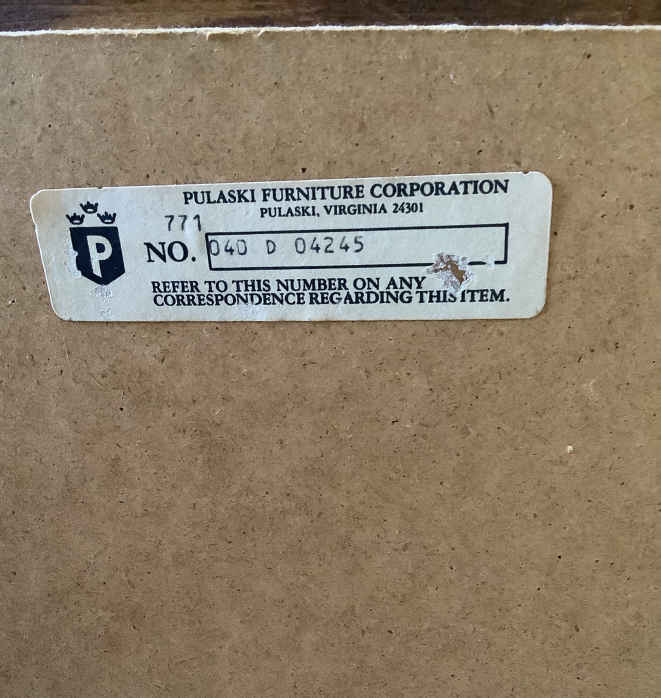 PULASKI FURNITURE CORPORATION
PULASKI, VIRGINIA 24301
771
P
NO. 040 D 04245
REFER TO THIS NUMBER ON ANY
CORRESPONDENCE REGARDING THIS ITEM.